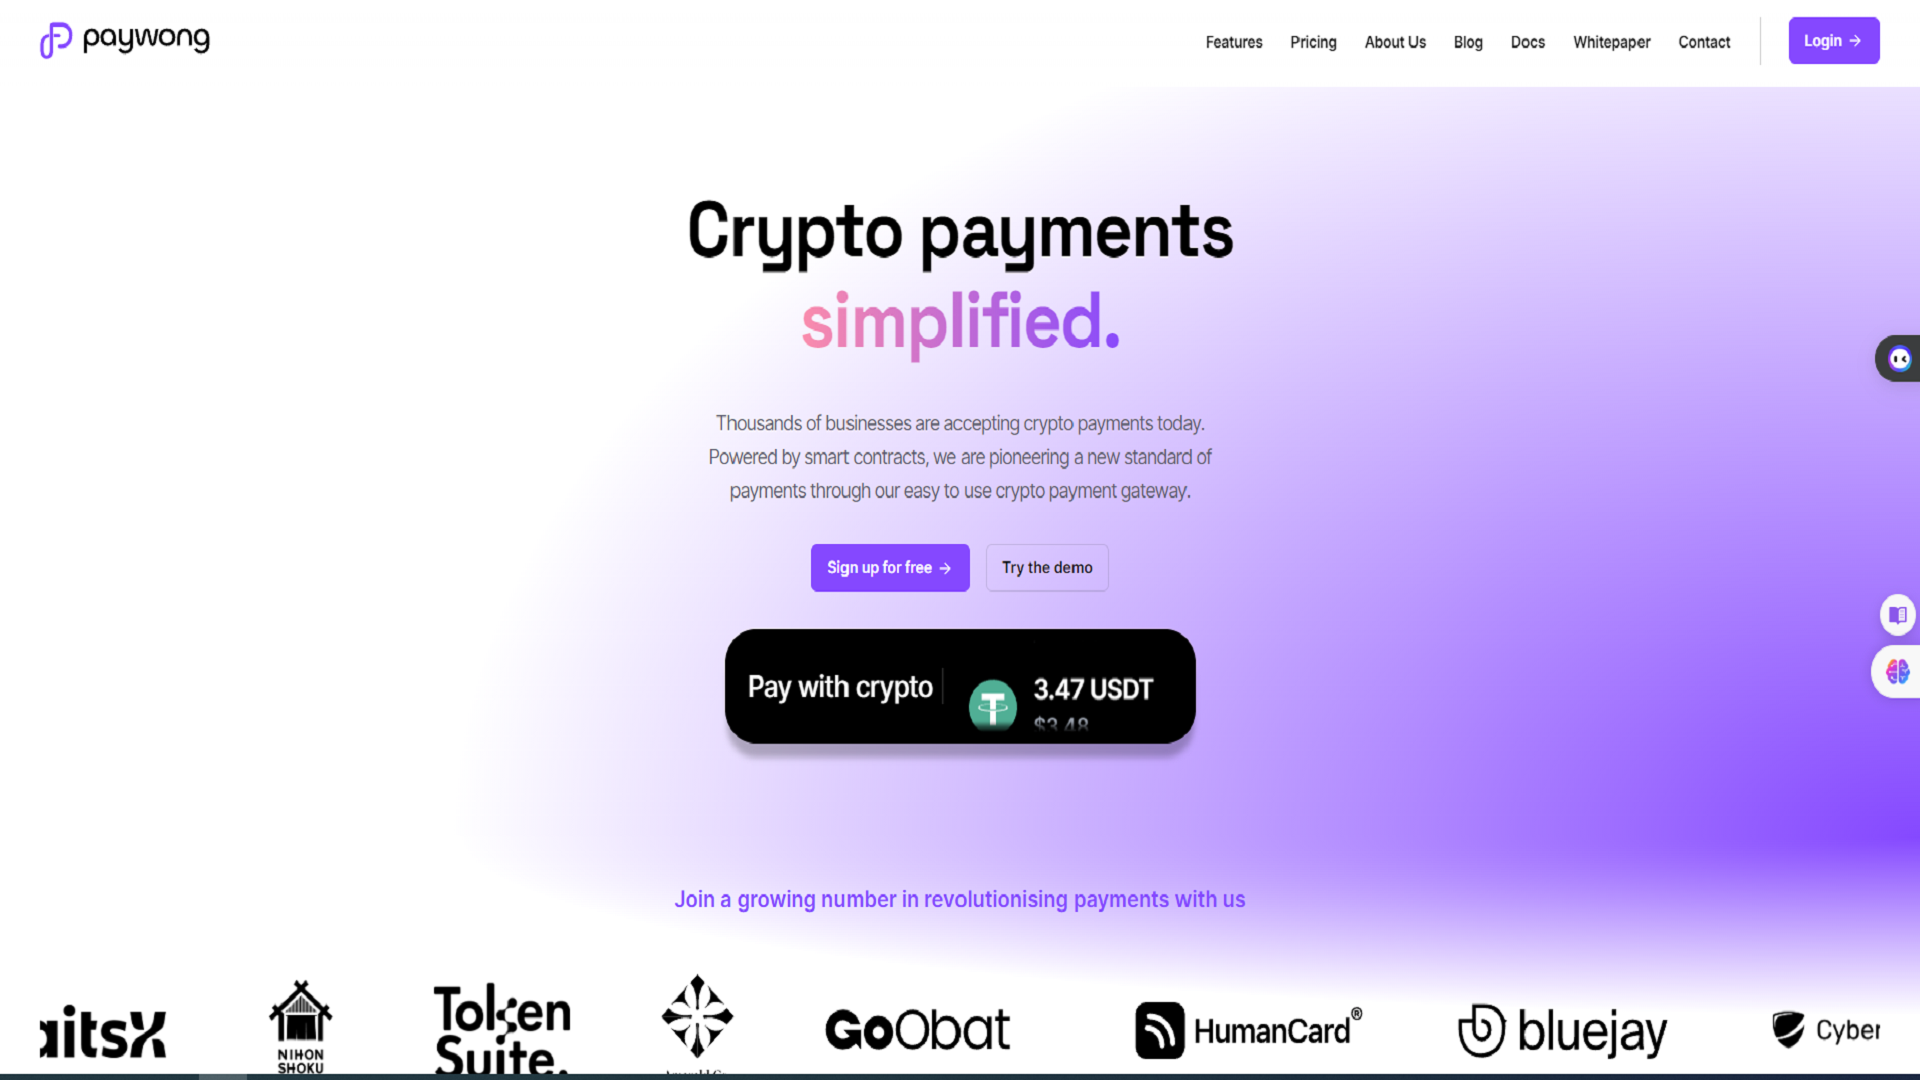 paywong
Features Pricing About Us Blog Docs Whitepaper Contact Login →
Crypto payments
simplified.
Thousands of businesses are accepting crypto payments today.
Powered by smart contracts, we are pioneering a new standard of
payments through our easy to use crypto payment gateway.
Sign up for free → Try the demo
Pay with crypto 3.47 USDT
$3.48
Join a growing number in revolutionising payments with us
aitsX
NIHON
SHOKU
Token
Suite.
GoObat
HumanCard®
bluejay
Cyber